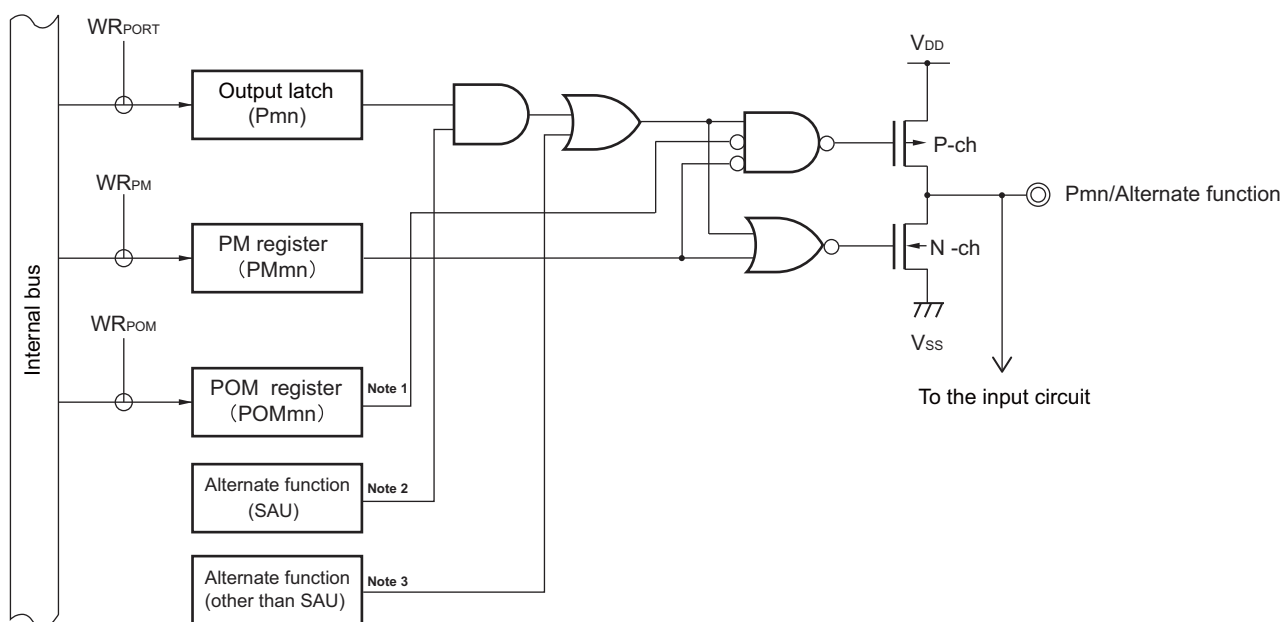 WRPORT
Output latch
(Pmn)
VDD
P-ch
Pmn/Alternate function
WRPM
PM register
（PMmn）
N -ch
VSS
To the input circuit
Internal bus
WRPOM
POM register
（POMmn）
Note 1
Alternate function
(SAU)
Note 2
Alternate function
(other than SAU)
Note 3